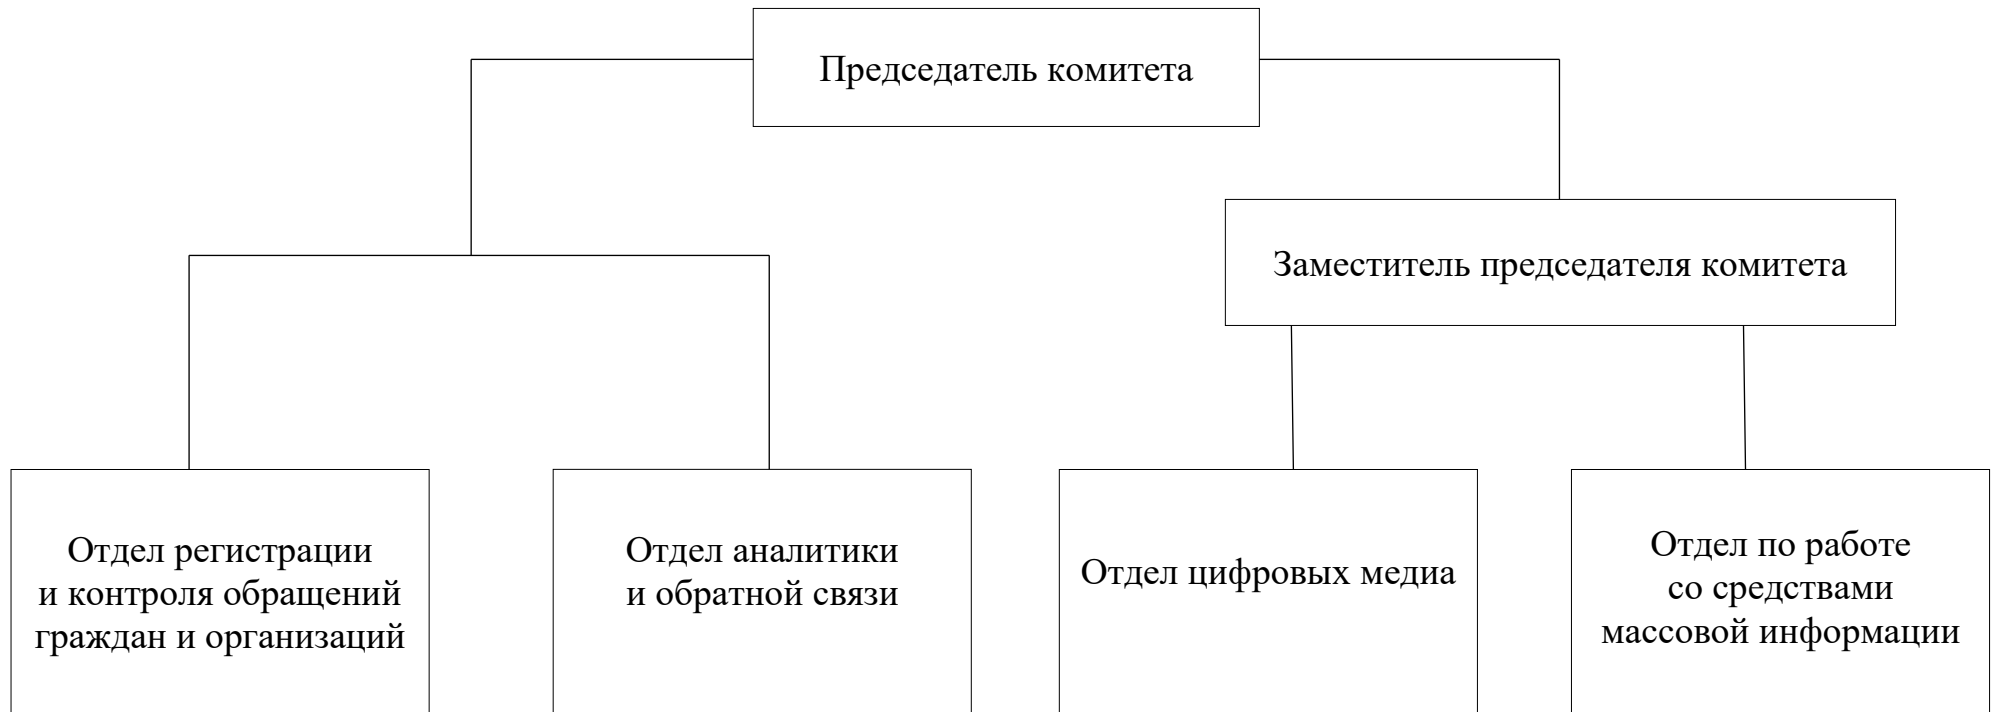 Председатель комитета
Заместитель председателя комитета
Отдел регистрации
и контроля обращений
граждан и организаций
Отдел аналитики
и обратной связи
Отдел цифровых медиа
Отдел по работе
со средствами
массовой информации